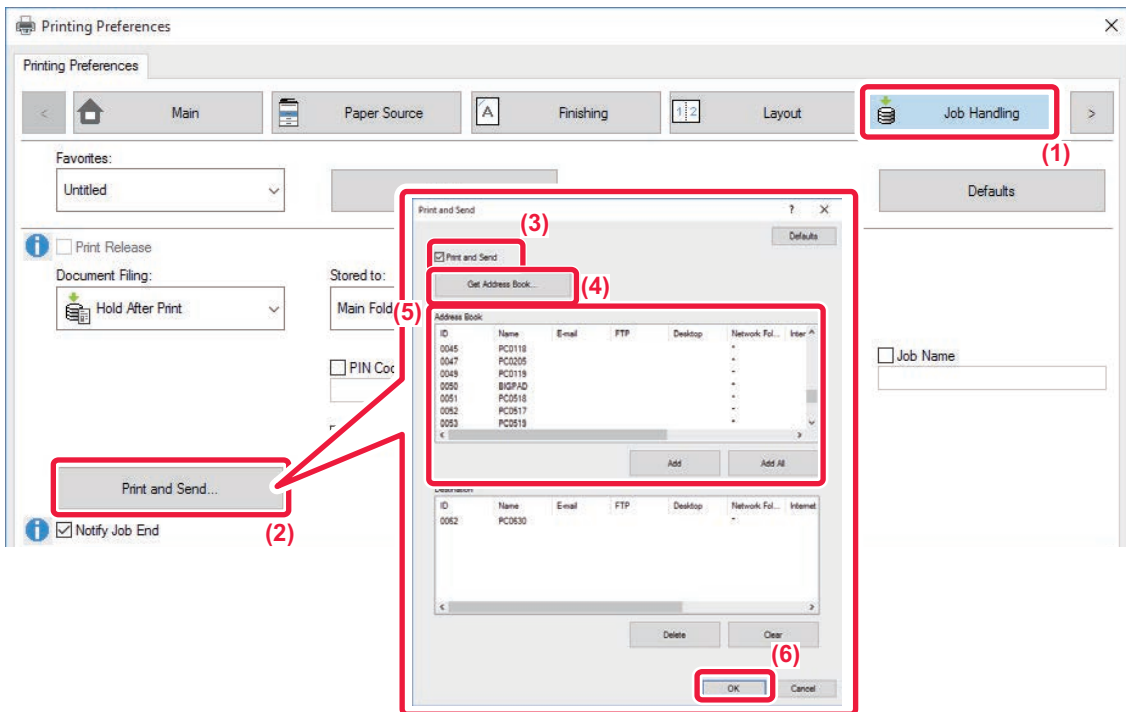 Printing Preferences
Printing Preferences
< Main Paper Source Finishing Layout Job Handling >
(1)
Favorites:
Untitled
Defaults
Print Release
Document Filing:
Hold After Print
Stored to:
Main Fold
PIN Coc
Job Name
Print and Send...
(2)
Notify Job End
Print and Send ? X
(3)
Defaults
Print and Send
Get Address Book...
(4)
(5)
Address Book
ID Name E-mail FTP Desktop Network Fol... Inter
0045 PC0118 *
0047 PC0205 *
0049 PC0119 *
0050 BIGPAD *
0051 PC0518 *
0052 PC0517 *
0053 PC0519 *
Add Add All
Destination
ID Name E-mail FTP Desktop Network Fol... Internet
0062 PC0530 *
Delete Clear
(6)
OK Cancel